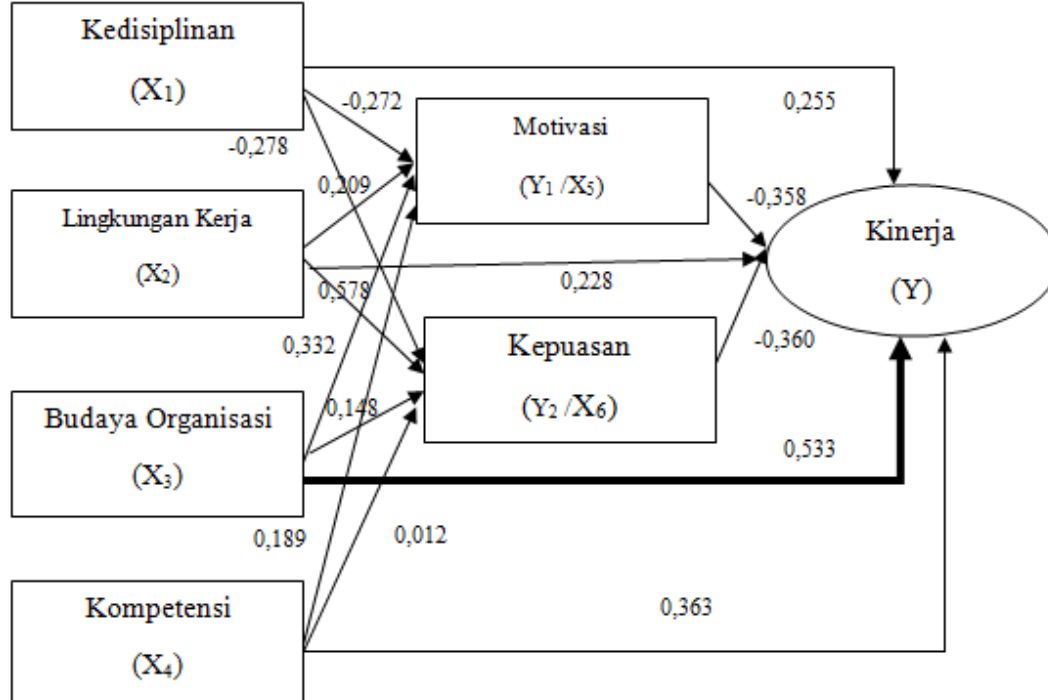 Kedisiplinan
(X1)
-0,272
0,255
-0,278
Motivasi
(Y1 /X5)
0,209
Lingkungan Kerja
(X2)
-0,358
Kinerja
(Y)
0,578
0,228
0,332
Kepuasan
(Y2 /X6)
-0,360
Budaya Organisasi
(X3)
0,148
0,533
0,189
0,012
Kompetensi
(X4)
0,363